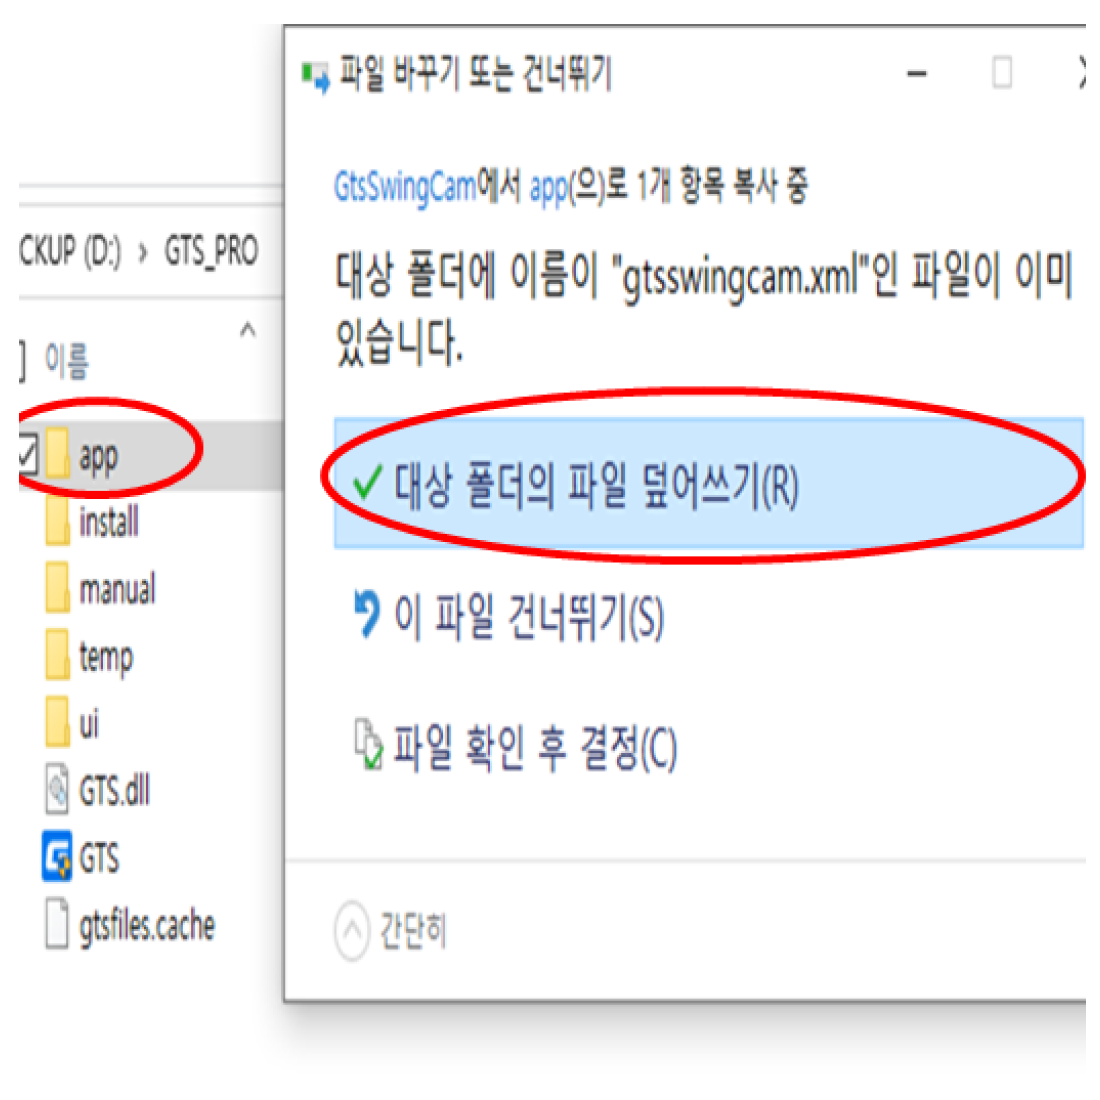 파일 바꾸기 또는 건너뛰기
GtsSwingCam에서 app(으)로 1개 항목 복사 중
대상 폴더에 이름이 "gtsswingcam.xml"인 파일이 이미
있습니다.
대상 폴더의 파일 덮어쓰기(R)
이 파일 건너뛰기(S)
파일 확인 후 결정(C)
간단히
CKUP (D:) › GTS_PRO
이름
app
install
manual
temp
ui
GTS.dll
GTS
gtsfiles.cache